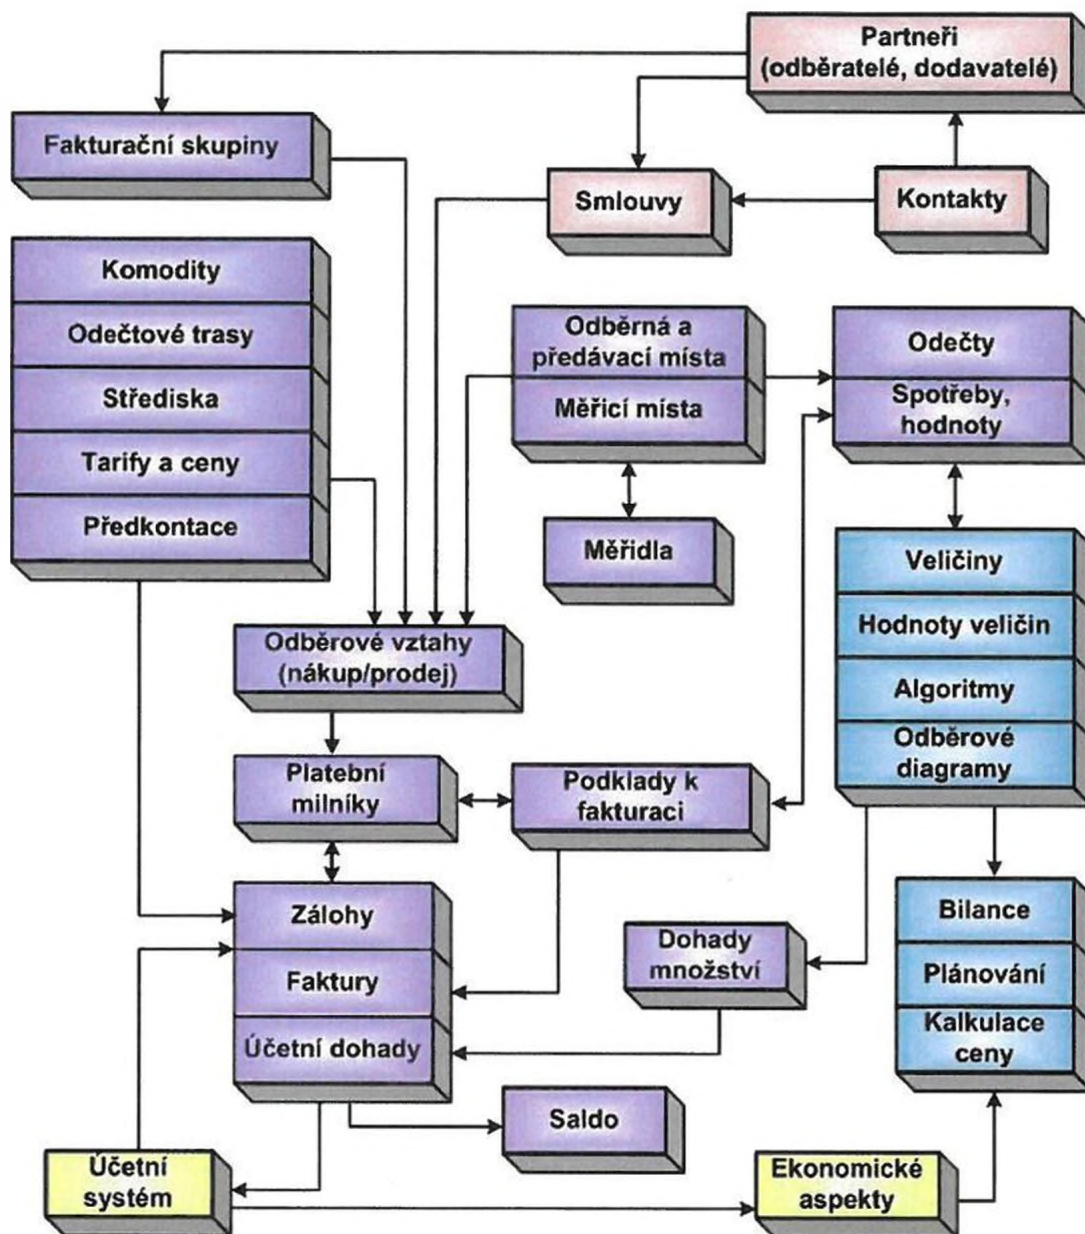 Partneři
(odběratelé, dodavatelé)
Fakturační skupiny
Smlouvy
Kontakty
Komodity
Odečtové trasy
Střediska
Tarify a ceny
Předkontace
Odběrná a
předávací místa
Měřicí místa
Odečty
Spotřeby,
hodnoty
Měřidla
Veličiny
Hodnoty veličin
Algoritmy
Odběrové
diagramy
Odběrové vztahy
(nákup/prodej)
Platební
milníky
Podklady k
fakturaci
Zálohy
Faktury
Účetní dohady
Dohady
množství
Bilance
Plánování
Kalkulace
ceny
Saldo
Účetní
systém
Ekonomické
aspekty